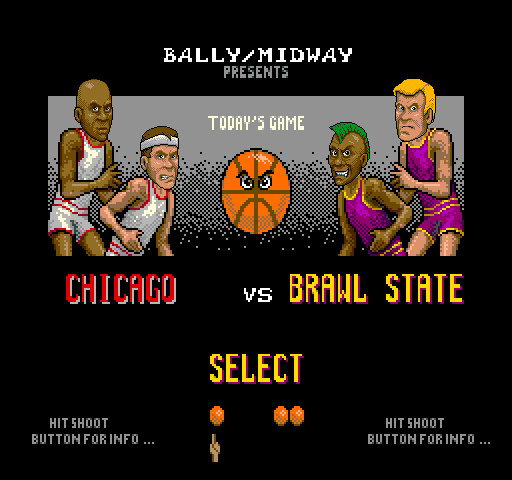 BALLY/MIDWAY
PRESENTS
TODAY'S GAME
CHICAGO vs BRAWL STATE
SELECT
HIT SHOOT
BUTTON FOR INFO ...
HIT SHOOT
BUTTON FOR INFO ...